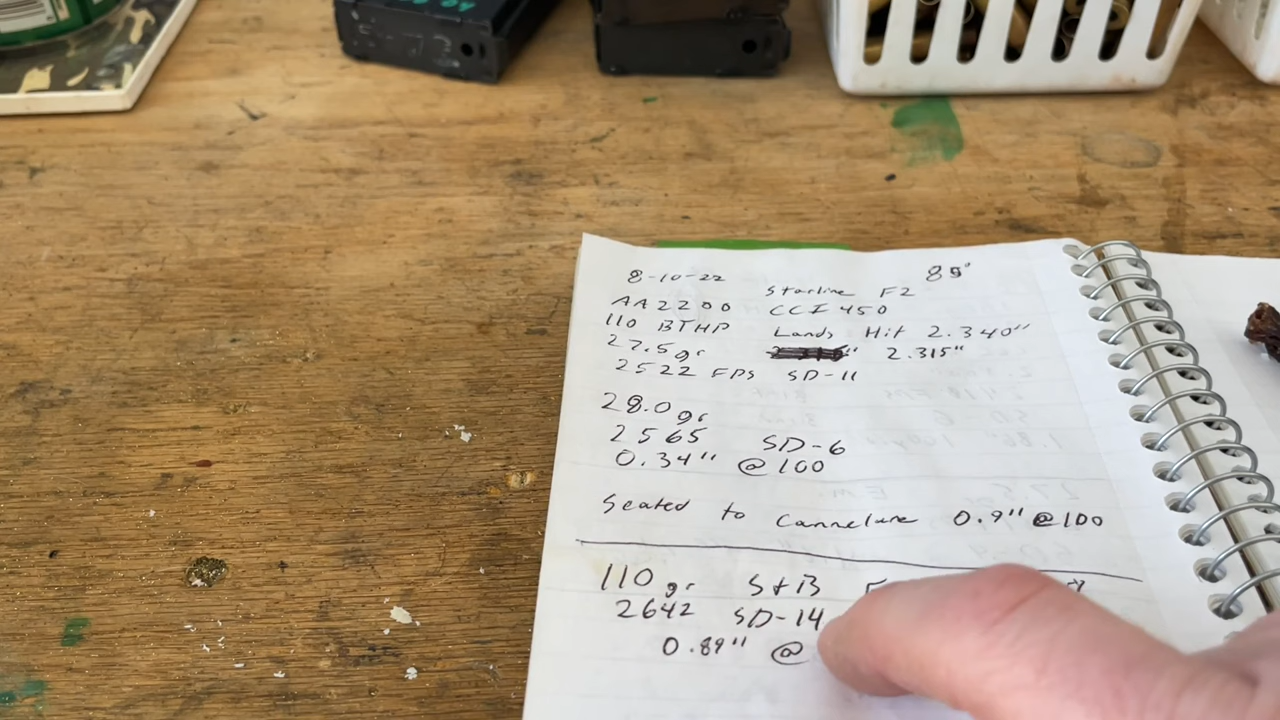 8-10-22 Starline F2 85°
AA2200 CCI 450
110 BTHP Lands Hit 2.340"
27.5gr 2.315"
2522 FPS SD-11
28.0gr
2565 SD-6
0.34" @100
Seated to Cannelure 0.9" @100
110 gr S+B
2642 SD-14
0.89" @